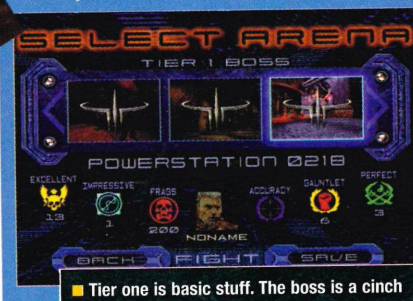 SELECT ARENA
TIER 1 BOSS
POWERSTATION 0218
EXCELLENT IMPRESSIVE FRAGS ACCURACY GAUNTLET PERFECT
13 1 200 6 3
NONAME
BACK FIGHT SAVE
Tier one is basic stuff. The boss is a cinch